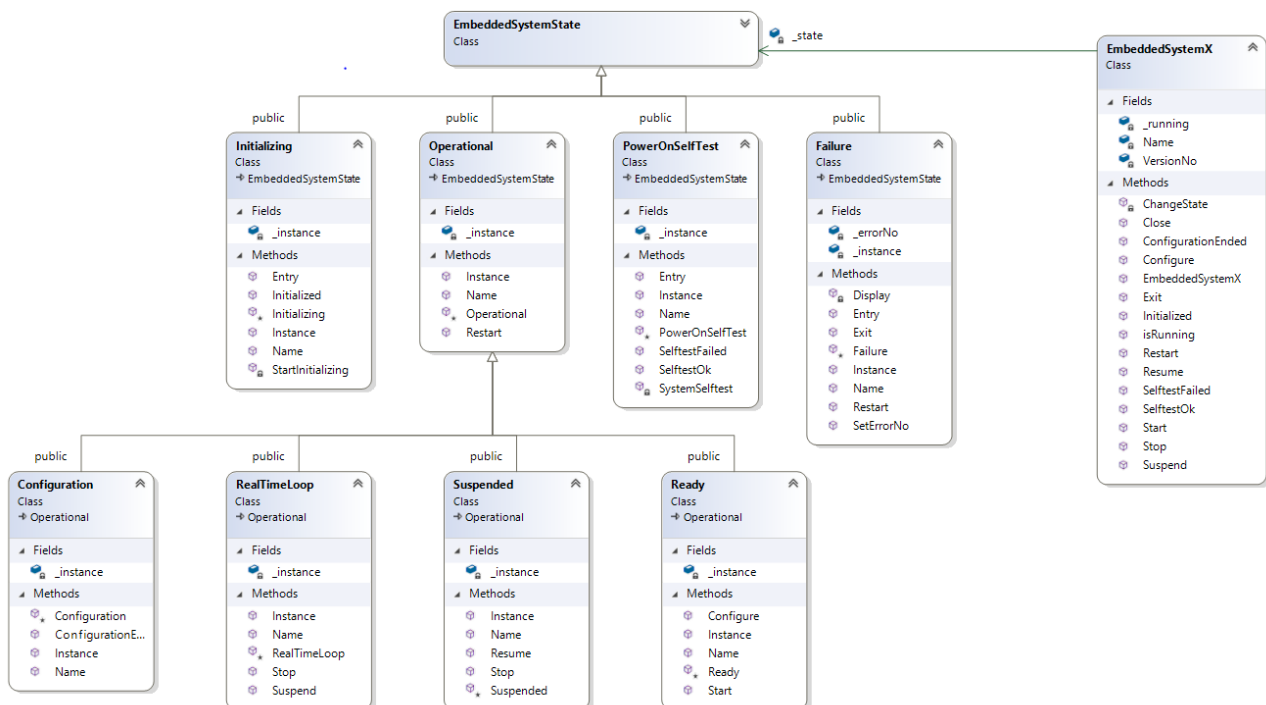 EmbeddedSystemState
Class
_state
EmbeddedSystemX
Class
Fields
_running
Name
VersionNo
Methods
ChangeState
Close
ConfigurationEnded
Configure
EmbeddedSystemX
Exit
Initialized
isRunning
Restart
Resume
SelftestFailed
SelftestOk
Start
Stop
Suspend
public
Initializing
Class
EmbeddedSystemState
Fields
_instance
Methods
Entry
Initialized
Initializing
Instance
Name
StartInitializing
public
Operational
Class
EmbeddedSystemState
Fields
_instance
Methods
Instance
Name
Operational
Restart
public
PowerOnSelfTest
Class
EmbeddedSystemState
Fields
_instance
Methods
Entry
Instance
Name
PowerOnSelfTest
SelftestFailed
SelftestOk
SystemSelftest
public
Failure
Class
EmbeddedSystemState
Fields
_errorNo
_instance
Methods
Display
Entry
Exit
Failure
Instance
Name
Restart
SetErrorNo
public
Configuration
Class
Operational
Fields
_instance
Methods
Configuration
ConfigurationE...
Instance
Name
public
RealTimeLoop
Class
Operational
Fields
_instance
Methods
Instance
Name
RealTimeLoop
Stop
Suspend
public
Suspended
Class
Operational
Fields
_instance
Methods
Instance
Name
Resume
Stop
Suspended
public
Ready
Class
Operational
Fields
_instance
Methods
Configure
Instance
Name
Ready
Start